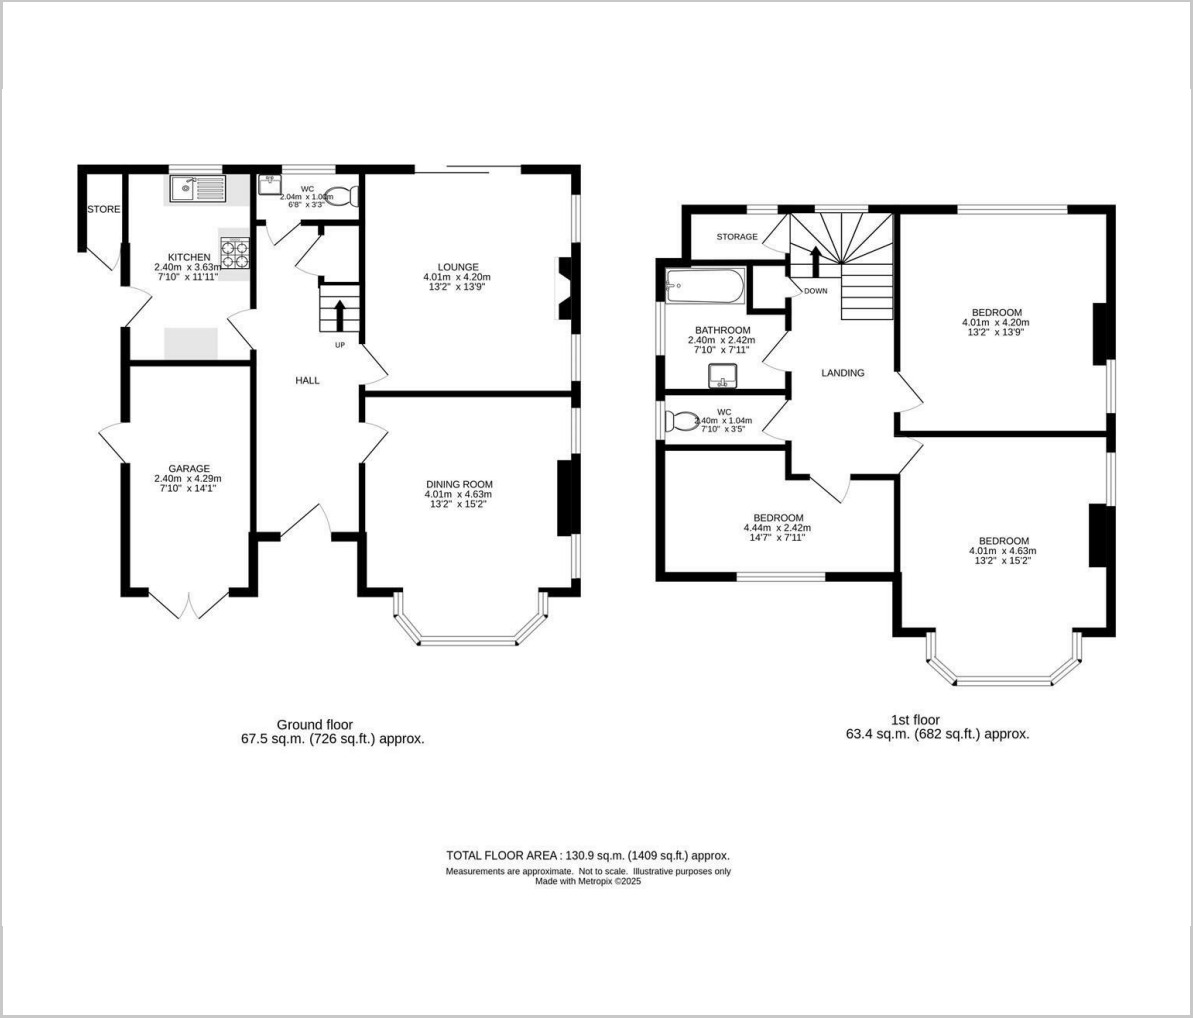 STORE
KITCHEN
2.40m x 3.63m
7'10" x 11'11"
WC
2.04m x 1.00m
6'8" x 3'3"
LOUNGE
4.01m x 4.20m
13'2" x 13'9"
UP
HALL
GARAGE
2.40m x 4.29m
7'10" x 14'1"
DINING ROOM
4.01m x 4.63m
13'2" x 15'2"
Ground floor
67.5 sq.m. (726 sq.ft.) approx.
STORAGE
DOWN
BATHROOM
2.40m x 2.42m
7'10" x 7'11"
BEDROOM
4.01m x 4.20m
13'2" x 13'9"
LANDING
WC
2.40m x 1.04m
7'10" x 3'5"
BEDROOM
4.44m x 2.42m
14'7" x 7'11"
BEDROOM
4.01m x 4.63m
13'2" x 15'2"
1st floor
63.4 sq.m. (682 sq.ft.) approx.
TOTAL FLOOR AREA : 130.9 sq.m. (1409 sq.ft.) approx.
Measurements are approximate. Not to scale. Illustrative purposes only
Made with Metropix ©2025